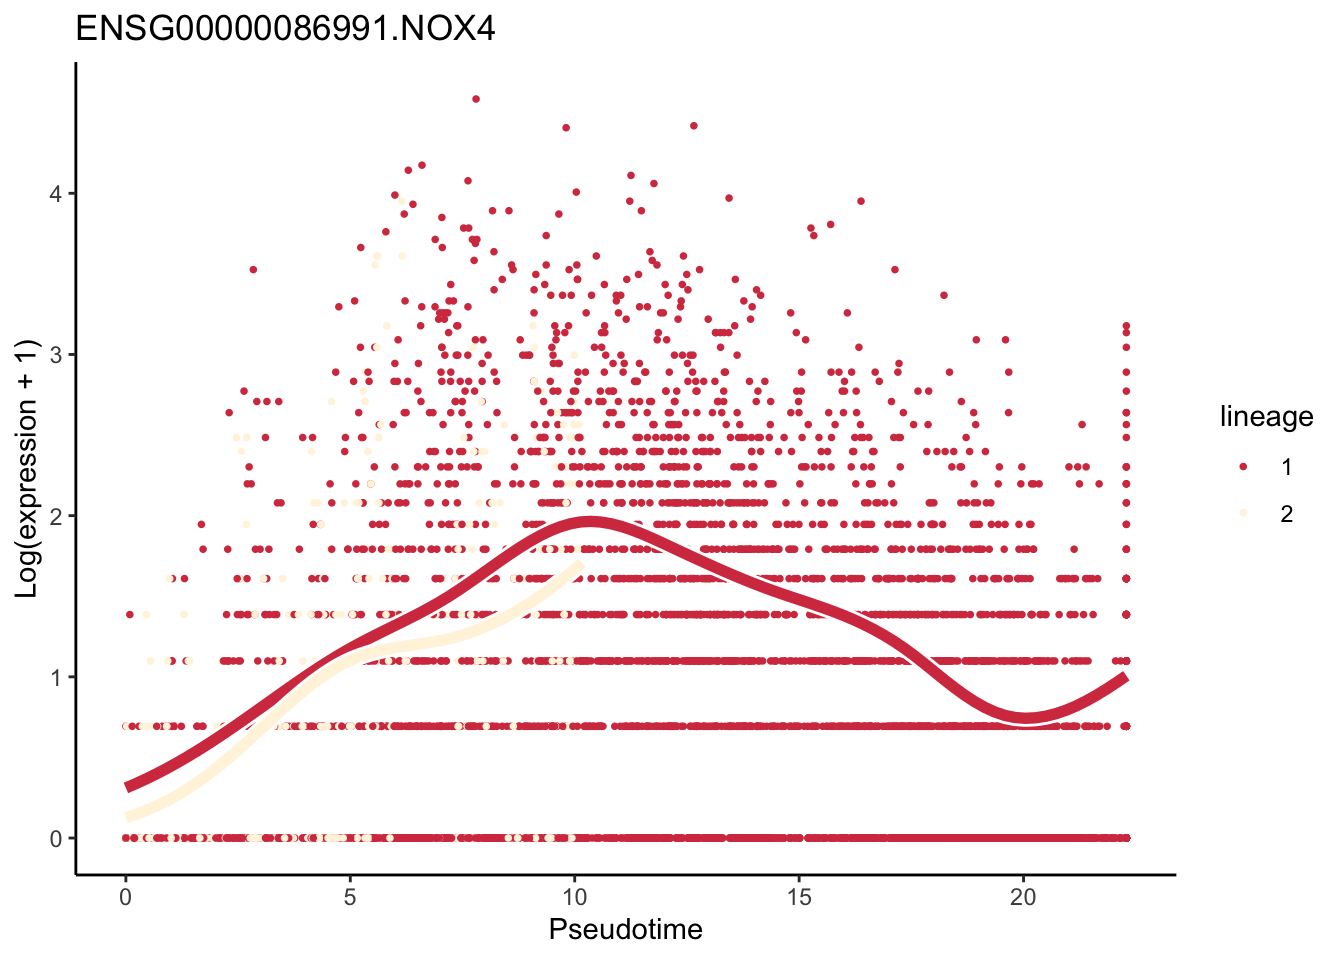 ENSG00000086991.NOX4
Log(expression + 1)
4
3
2
1
0
0 5 10 15 20
Pseudotime
lineage
1
2